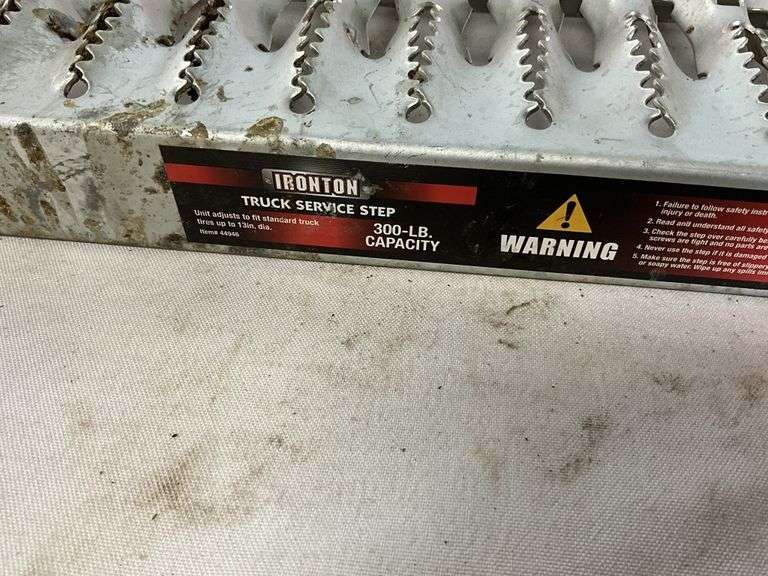 IRONTON
TRUCK SERVICE STEP
Unit adjusts to fit standard truck
tires up to 13in. dia.
Item# 44946
300-LB.
CAPACITY
WARNING
1. Failure to follow safety
injury or death.
2. Read and understand all safety
3. Check the step over carefully
screws are tight and no parts are
4. Never use the step if it is damaged
5. Make sure the step is free of
or soapy water. Wipe up any spills